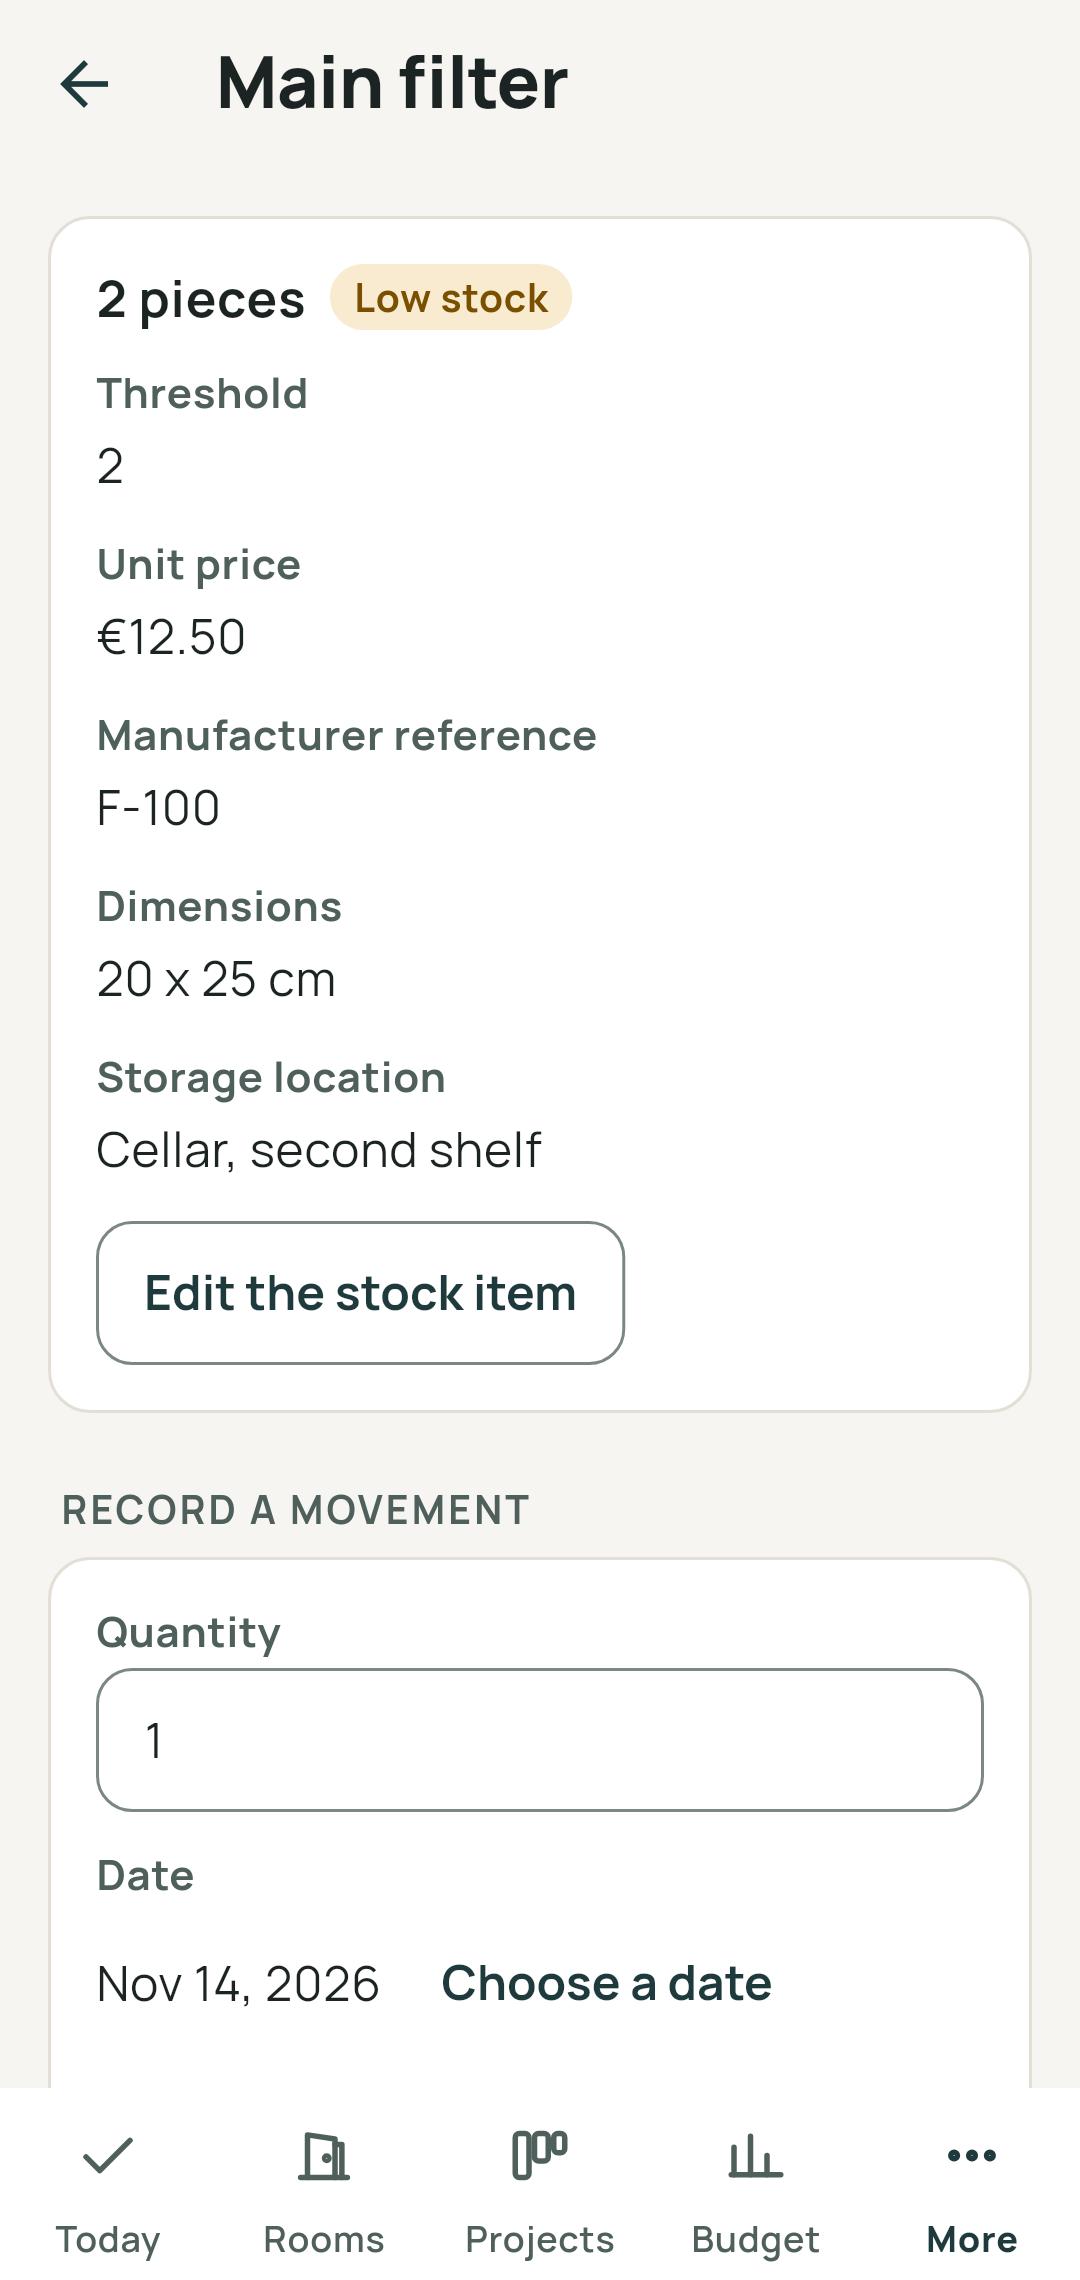 Main filter
2 pieces Low stock
Threshold
2
Unit price
€12.50
Manufacturer reference
F-100
Dimensions
20 x 25 cm
Storage location
Cellar, second shelf
Edit the stock item
RECORD A MOVEMENT
Quantity
1
Date
Nov 14, 2026 Choose a date
Today Rooms Projects Budget More